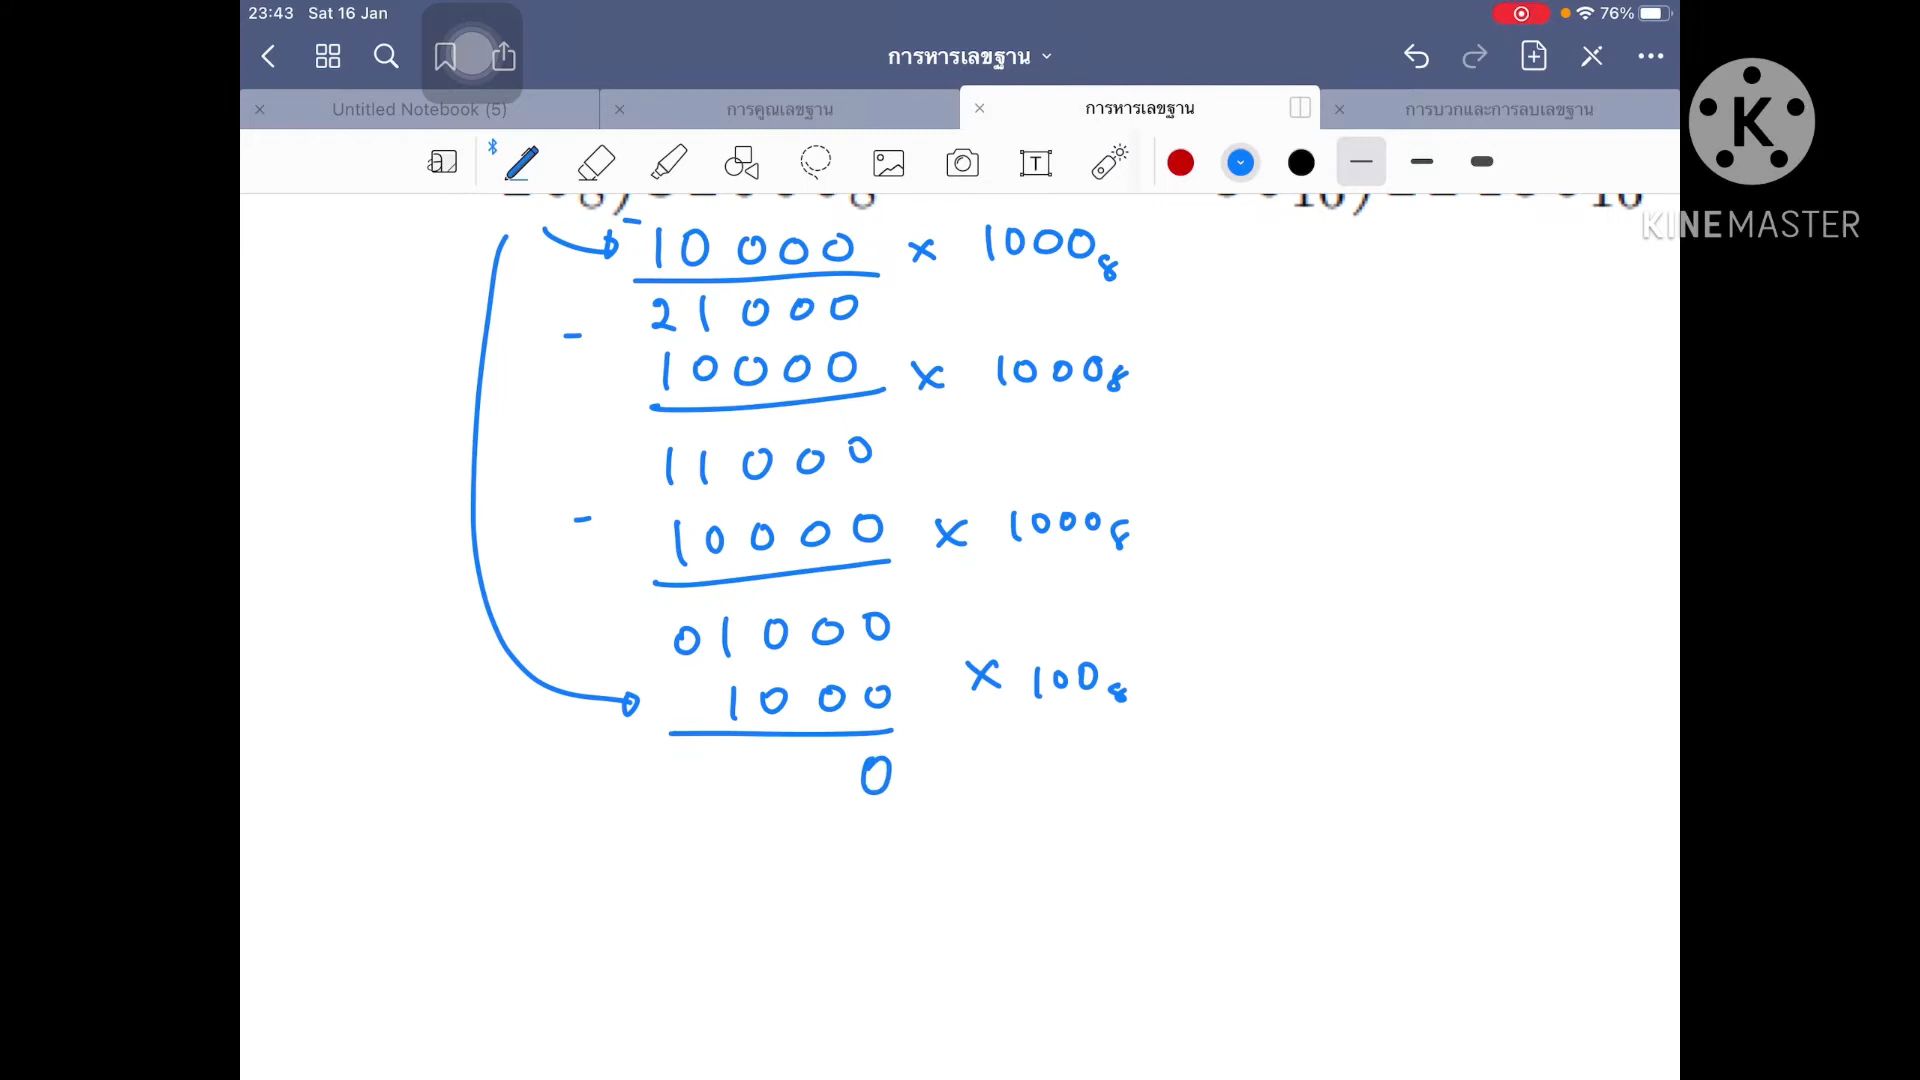 23:43 Sat 16 Jan
76%
การหารเลขฐาน
Untitled Notebook (5)
การคูณเลขฐาน
การหารเลขฐาน
การบวกและการลบเลขฐาน
K
KINEMASTER
- 10000 × 1000₈
21000
- 10000 × 1000₈
11000
- 10000 × 1000₈
01000
1000 × 100₈
0